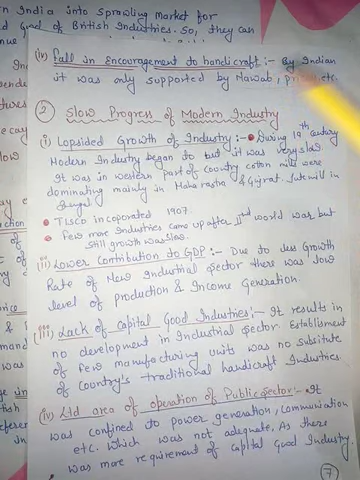 n India into sprawling market for
d Goal of British Industries. So, they can
(iv) Fall in Encouragement to handicraft :- By Indian
it was only supported by Nawab, etc.
② Slow Progress of Modern Industry
(i) Lopsided Growth of Industry :- • During 19th Century
Modern Industry began to but it was very slow.
It was in western part of Country cotton mill were
dominating mainly in Maharastra & Gujrat. Jute mill in
Bengal
• TISCO incoporated 1907.
• Few more Industries came up after IInd world war but
still growth was slow.
(ii) Lower Contribution to GDP :- Due to less Growth
Rate of New Industrial sector there was low
level of production & Income Generation.
(iii) Lack of Capital Good Industries :- It results in
no development in Industrial Sector. Establisment
of few manufacturing units was no subsitute
of Country's traditional handicraft Industries.
(iv) Ltd area of operation of Public Sector :- It
was confined to power generation, Communication
etc. which was not adequate, As there
was more requirement of Capital Good Industry.
7